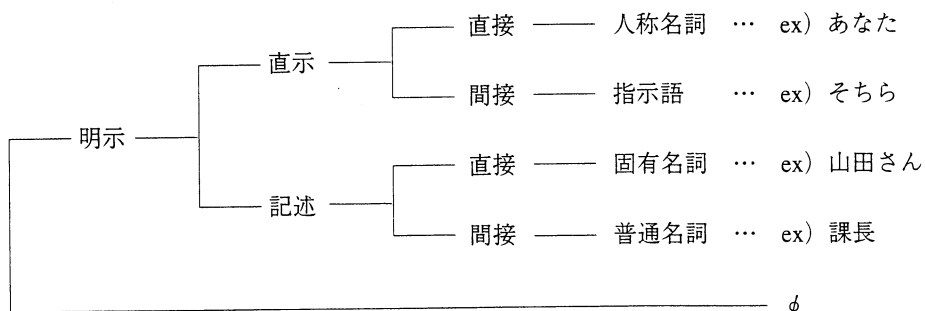 直接 人称名詞 … ex) あなた
直示
間接 指示語 … ex) そちら
明示
直接 固有名詞 … ex) 山田さん
記述
間接 普通名詞 … ex) 課長
φ